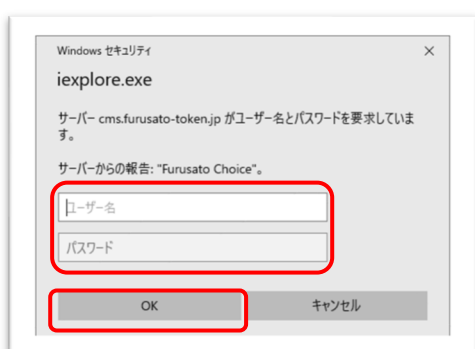 Windows セキュリティ
iexplore.exe
サーバー cms.furusato-token.jp がユーザー名とパスワードを要求していま
す。
サーバーからの報告: "Furusato Choice"。
ユーザー名
パスワード
OK
キャンセル